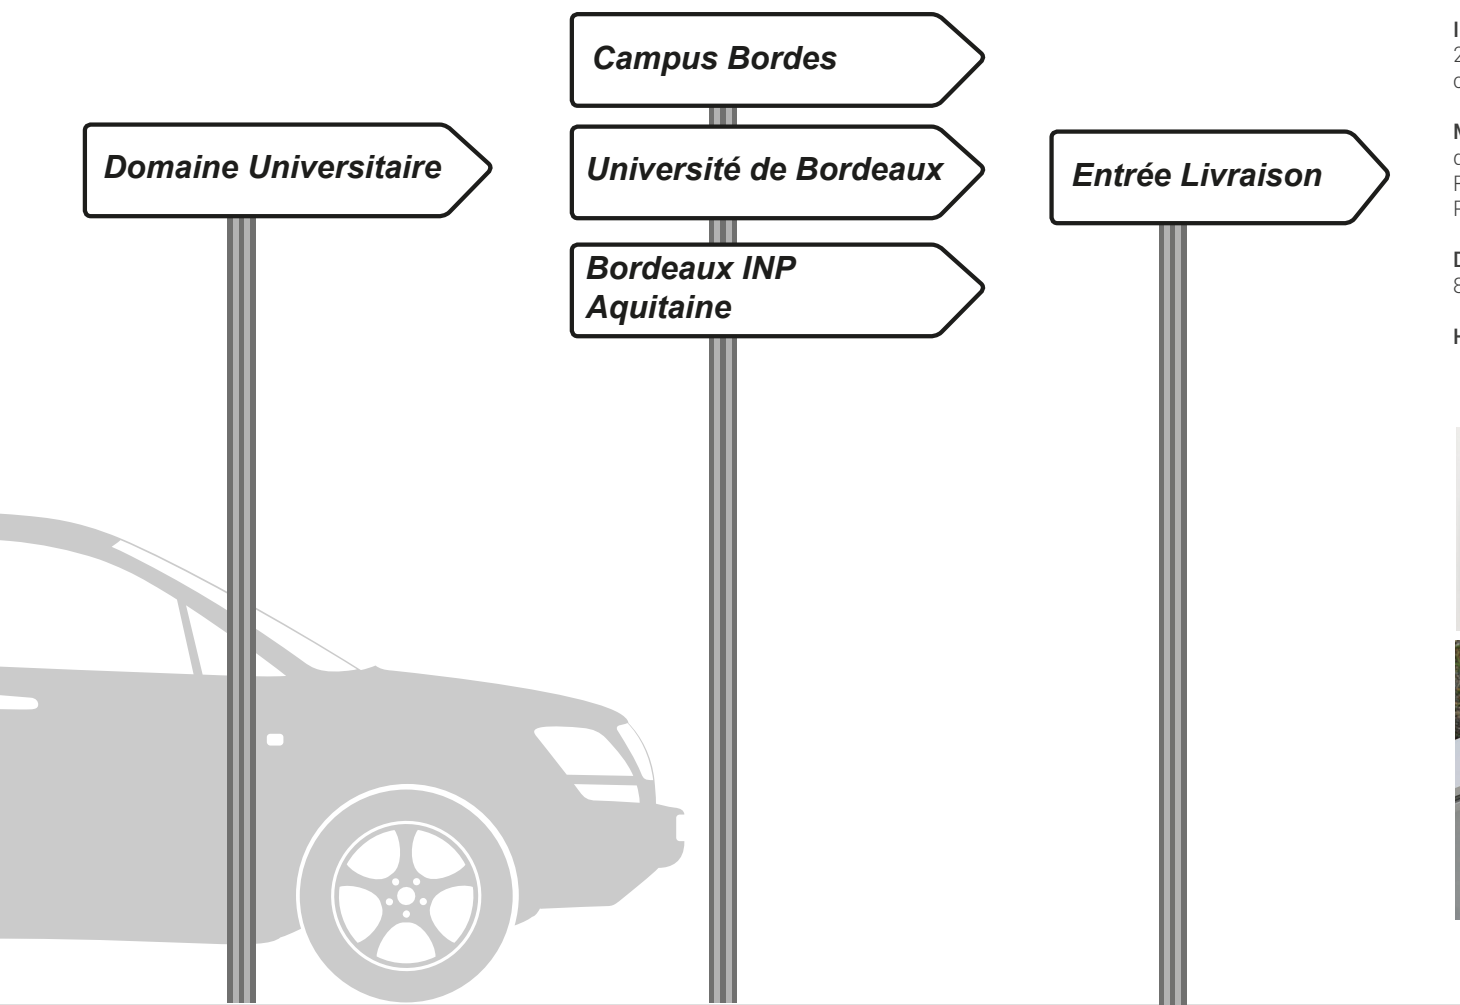 Campus Bordes
Domaine Universitaire
Université de Bordeaux
Entrée Livraison
Bordeaux INP
Aquitaine